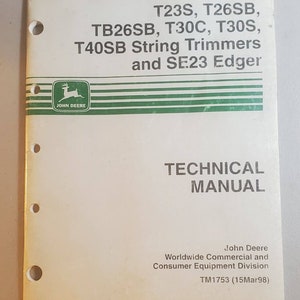 T23S, T26SB,
TB26SB, T30C, T30S,
T40SB String Trimmers
and SE23 Edger
JOHN DEERE
TECHNICAL
MANUAL
John Deere
Worldwide Commercial and
Consumer Equipment Division
TM1753 (15Mar98)